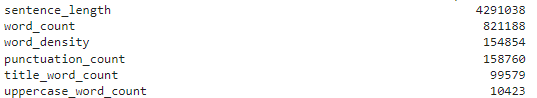 sentence_length 4291038
word_count 821188
word_density 154854
punctuation_count 158760
title_word_count 99579
uppercase_word_count 10423